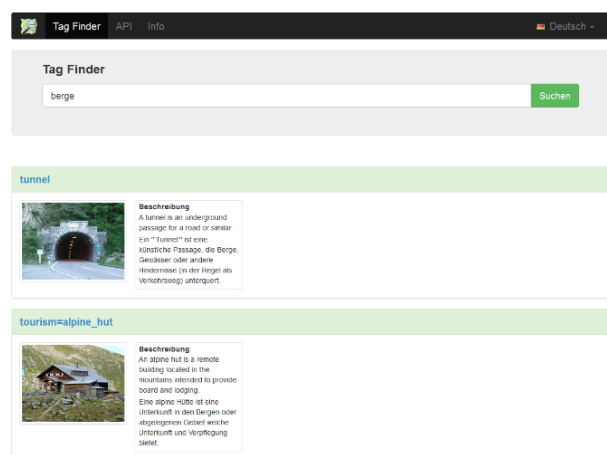 Tag Finder API Info Deutsch
Tag Finder
berge Suchen
tunnel
Beschreibung
A tunnel is an underground
passage for a road or similar.
Ein '''Tunnel''' ist eine
künstliche Passage, die Berge,
Gewässer oder andere
Hindernisse (in der Regel als
Verkehrsweg) unterquert.
tourism=alpine_hut
Beschreibung
An alpine hut is a remote
building located in the
mountains intended to provide
board and lodging.
Eine alpine Hütte ist eine
Unterkunft in den Bergen oder
abgelegenen Gebiet welche
Unterkunft und Verpflegung
bietet.